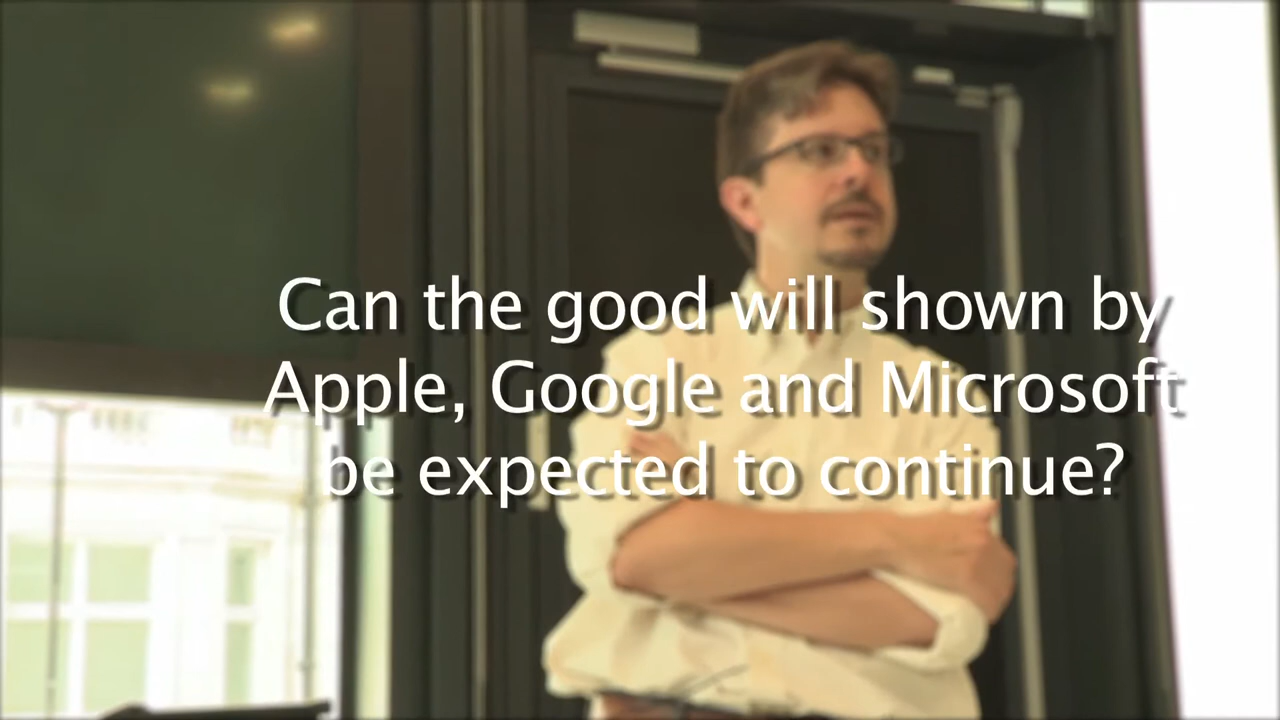 Can the good will shown by
Apple, Google and Microsoft
be expected to continue?